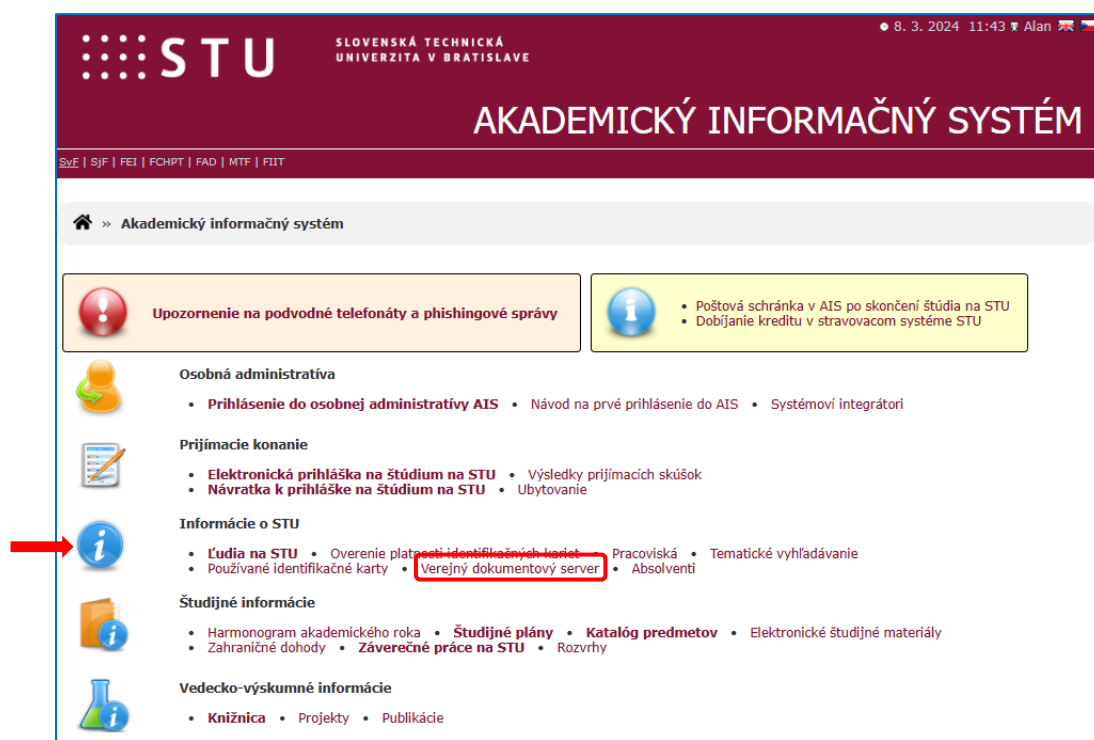 8. 3. 2024 11:43 Alan
STU
SLOVENSKÁ TECHNICKÁ
UNIVERZITA V BRATISLAVE
AKADEMICKÝ INFORMAČNÝ SYSTÉM
SvF | SjF | FEI | FCHPT | FAD | MTF | FIIT
» Akademický informačný systém
Upozornenie na podvodné telefonáty a phishingové správy
• Poštová schránka v AIS po skončení štúdia na STU
• Dobíjanie kreditu v stravovacom systéme STU
Osobná administratíva
• Prihlásenie do osobnej administratívy AIS • Návod na prvé prihlásenie do AIS • Systémoví integrátori
Prijímacie konanie
• Elektronická prihláška na štúdium na STU • Výsledky prijímacích skúšok
• Návratka k prihláške na štúdium na STU • Ubytovanie
Informácie o STU
• Ľudia na STU • Overenie platnosti identifikačných kariet • Pracoviská • Tematické vyhľadávanie
• Používané identifikačné karty • Verejný dokumentový server • Absolventi
Študijné informácie
• Harmonogram akademického roka • Študijné plány • Katalóg predmetov • Elektronické študijné materiály
• Zahraničné dohody • Záverečné práce na STU • Rozvrhy
Vedecko-výskumné informácie
• Knižnica • Projekty • Publikácie